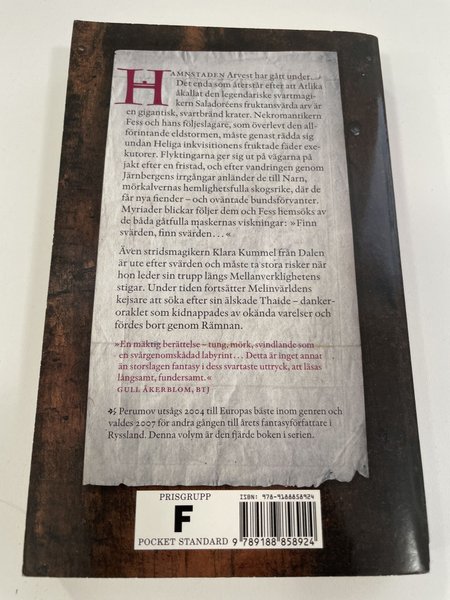 HAMNSTADEN Arvest har gått under...
Det enda som återstår efter att Atlika
åkallat den legendariske svartmagi-
kern Saladoréens fruktansvärda arv är
en gigantisk, svartbränd krater. Nekromantikern
Fess och hans följeslagare, som överlevt den all-
förintande eldstormen, måste genast rädda sig
undan Heliga inkvisitionens fruktade fäder exe-
kutorer. Flyktingarna ger sig ut på vägarna på
jakt efter en fristad, och efter vandringen genom
Järnbergens irrgångar anländer de till Narn,
mörkalvernas hemlighetsfulla skogsrike, där de
får nya fiender – och oväntade bundsförvanter.
Myriader blickar följer dem och Fess hemsöks av
de båda gåtfulla maskernas viskningar: »Finn
svärden, finn svärden...«
Även stridsmagikern Klara Kummel från Dalen
är ute efter svärden och måste ta stora risker när
hon leder sin trupp längs Mellanverklighetens
stigar. Under tiden fortsätter Melinvärldens
kejsare att söka efter sin älskade Thaide – danker-
oraklet som kidnappades av okända varelser och
fördes bort genom Rämnan.
»En mäktig berättelse – tung, mörk, svindlande som
en svårgenomskådad labyrint... Detta är inget annat
än storslagen fantasy i dess svartaste uttryck, att läsas
långsamt, fundersamt.«
GULL ÅKERBLOM, BTJ
Perumov utsågs 2004 till Europas bäste inom genren och
valdes 2007 för andra gången till årets fantasyförfattare i
Ryssland. Denna volym är den fjärde boken i serien.
PRISGRUPP
F
POCKET STANDARD
ISBN: 978-9188858924
9 789188 858924